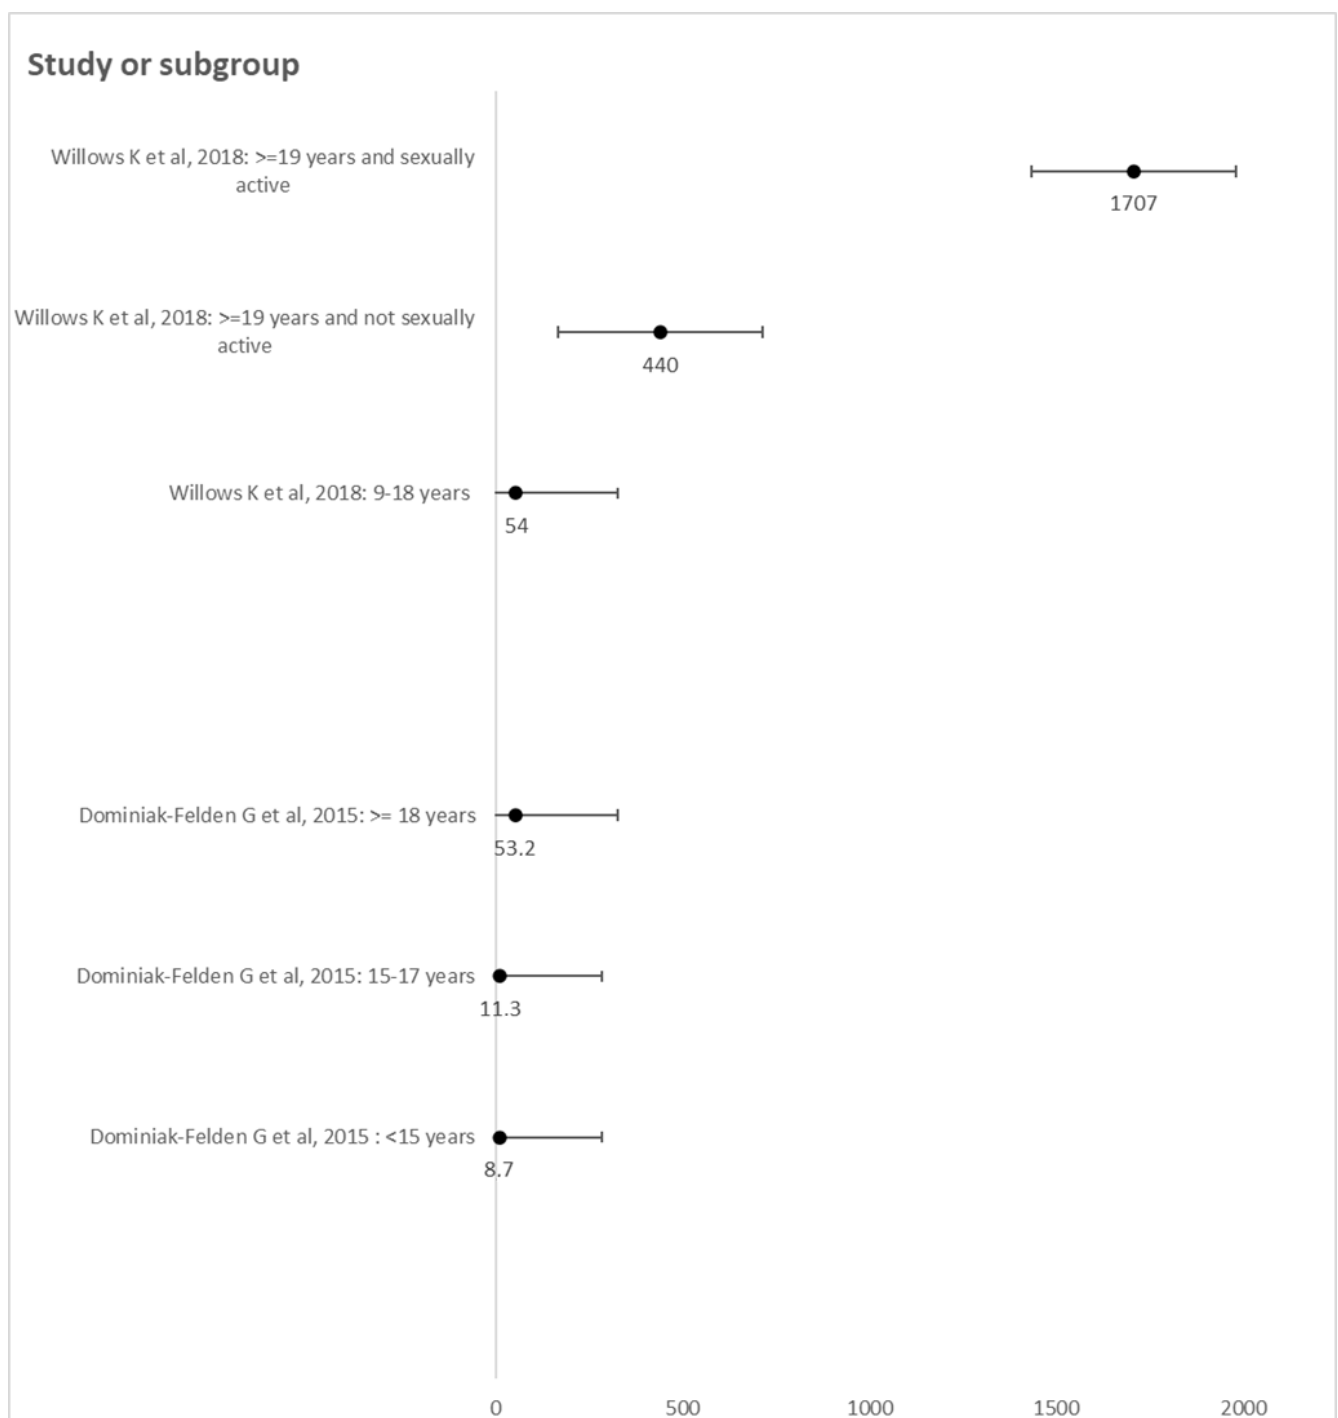 Study or subgroup
Willows K et al, 2018: >=19 years and sexually
active
1707
Willows K et al, 2018: >=19 years and not sexually
active
440
Willows K et al, 2018: 9-18 years
54
Dominiak-Felden G et al, 2015: >= 18 years
53.2
Dominiak-Felden G et al, 2015: 15-17 years
11.3
Dominiak-Felden G et al, 2015 : <15 years
8.7
0 500 1000 1500 2000